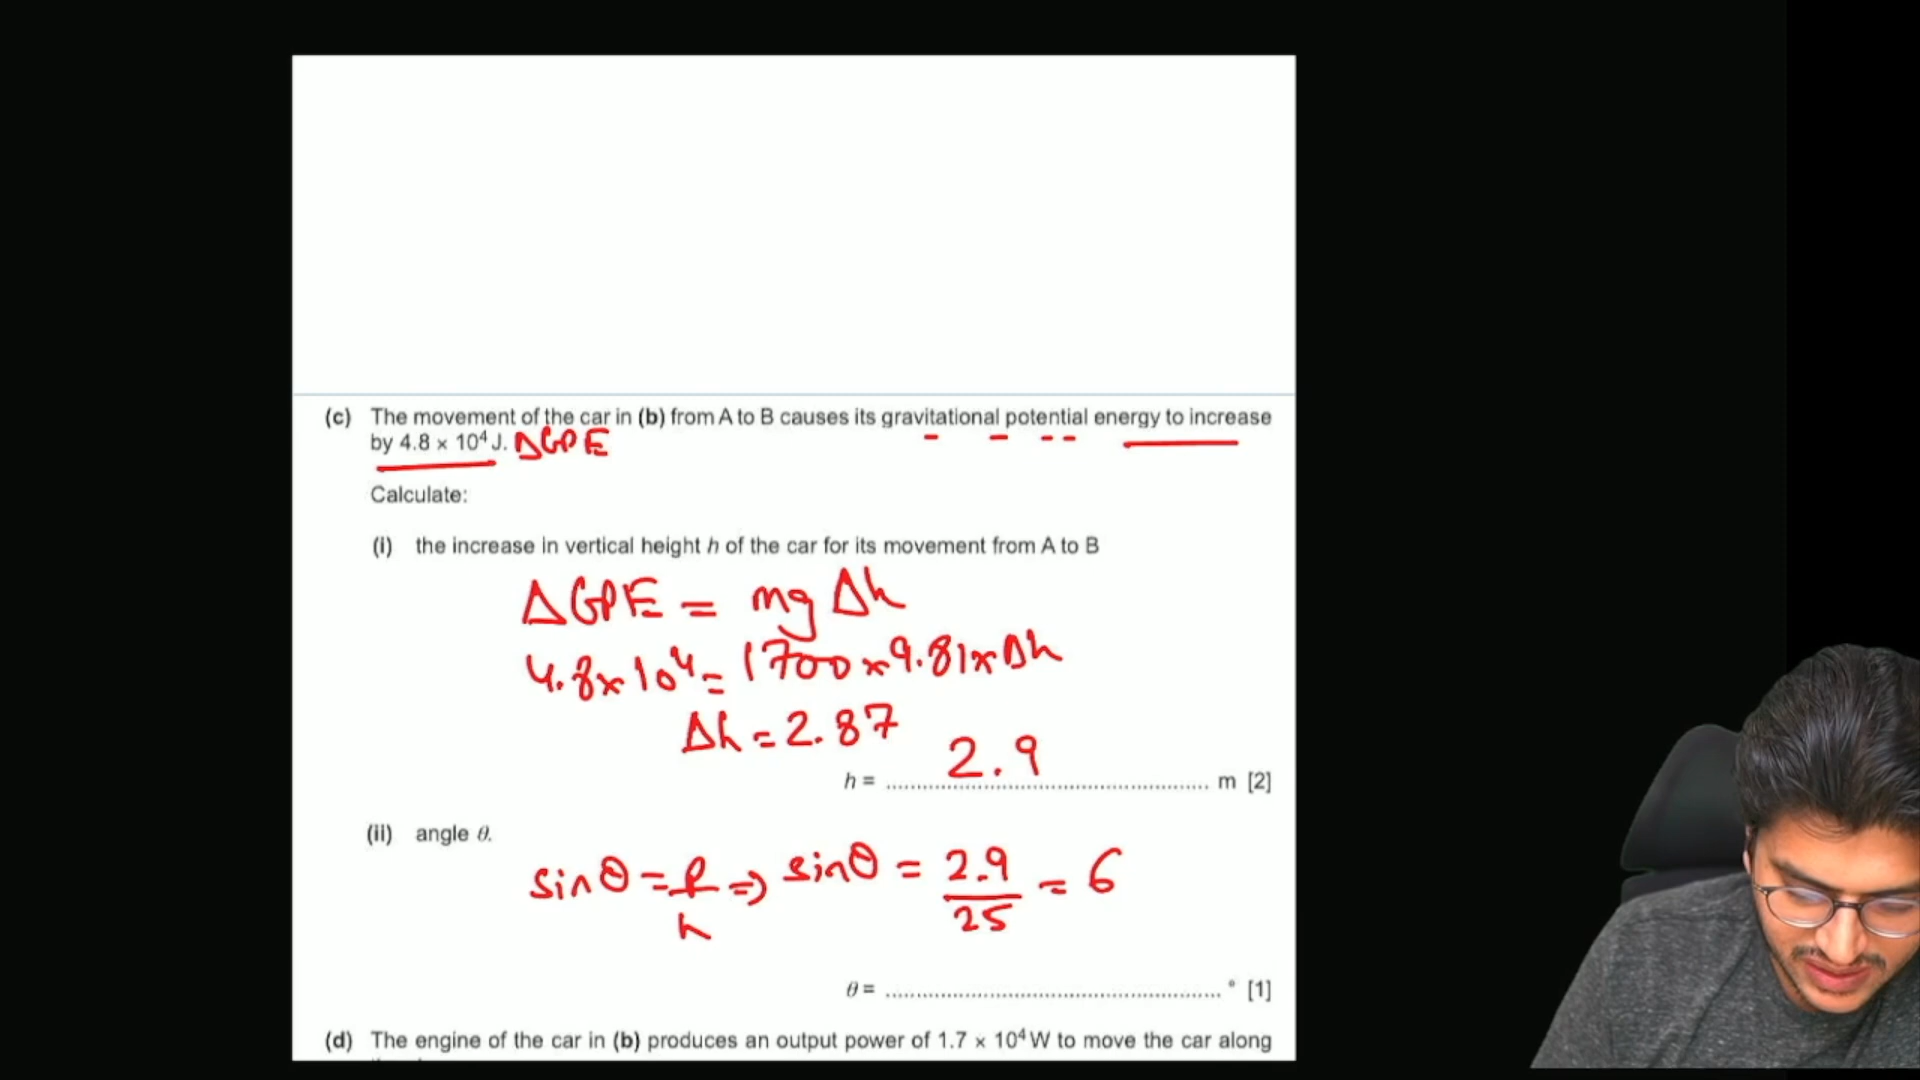 (c) The movement of the car in (b) from A to B causes its gravitational potential energy to increase
by 4.8 × 10⁴ J. ΔGPE
Calculate:
(i) the increase in vertical height h of the car for its movement from A to B
ΔGPE = mg Δh
4.8×10⁴ = 1700×9.81×Δh
Δh = 2.87
2.9
h = ........................................ m [2]
(ii) angle θ.
sinθ = P/h ⇒ sinθ = 2.9/25 = 6
θ = ........................................ ° [1]
(d) The engine of the car in (b) produces an output power of 1.7 × 10⁴ W to move the car along